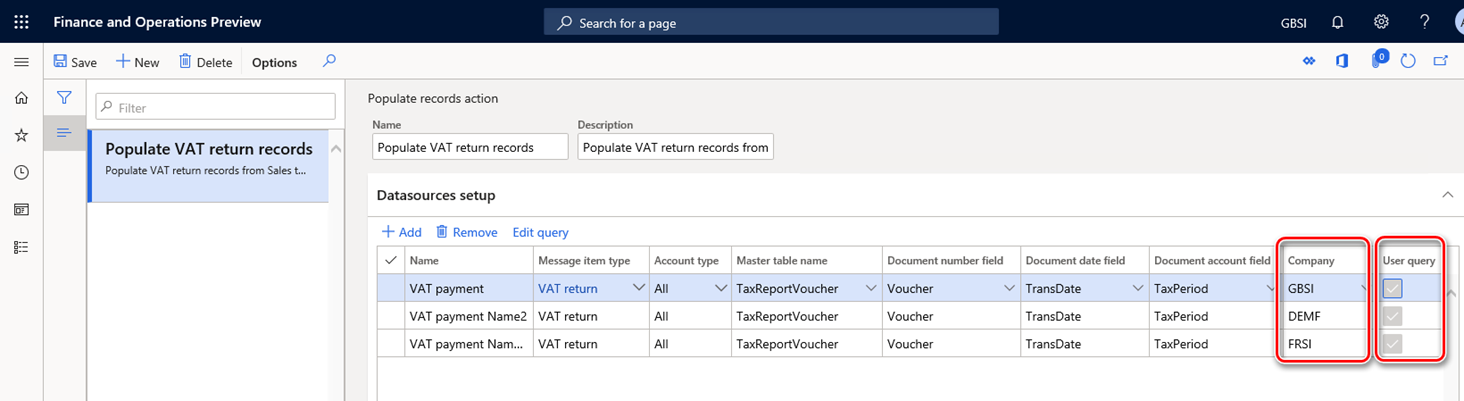 Finance and Operations Preview
Search for a page
GBSI
?
Save
New
Delete
Options
0
Filter
Populate VAT return records
Populate VAT return records from Sales t...
Populate records action
Name
Description
Populate VAT return records
Populate VAT return records from
Datasources setup
Add
Remove
Edit query
Name Message item type Account type Master table name Document number field Document date field Document account field Company User query
VAT payment VAT return All TaxReportVoucher Voucher TransDate TaxPeriod GBSI
VAT payment Name2 VAT return All TaxReportVoucher Voucher TransDate TaxPeriod DEMF
VAT payment Nam... VAT return All TaxReportVoucher Voucher TransDate TaxPeriod FRSI